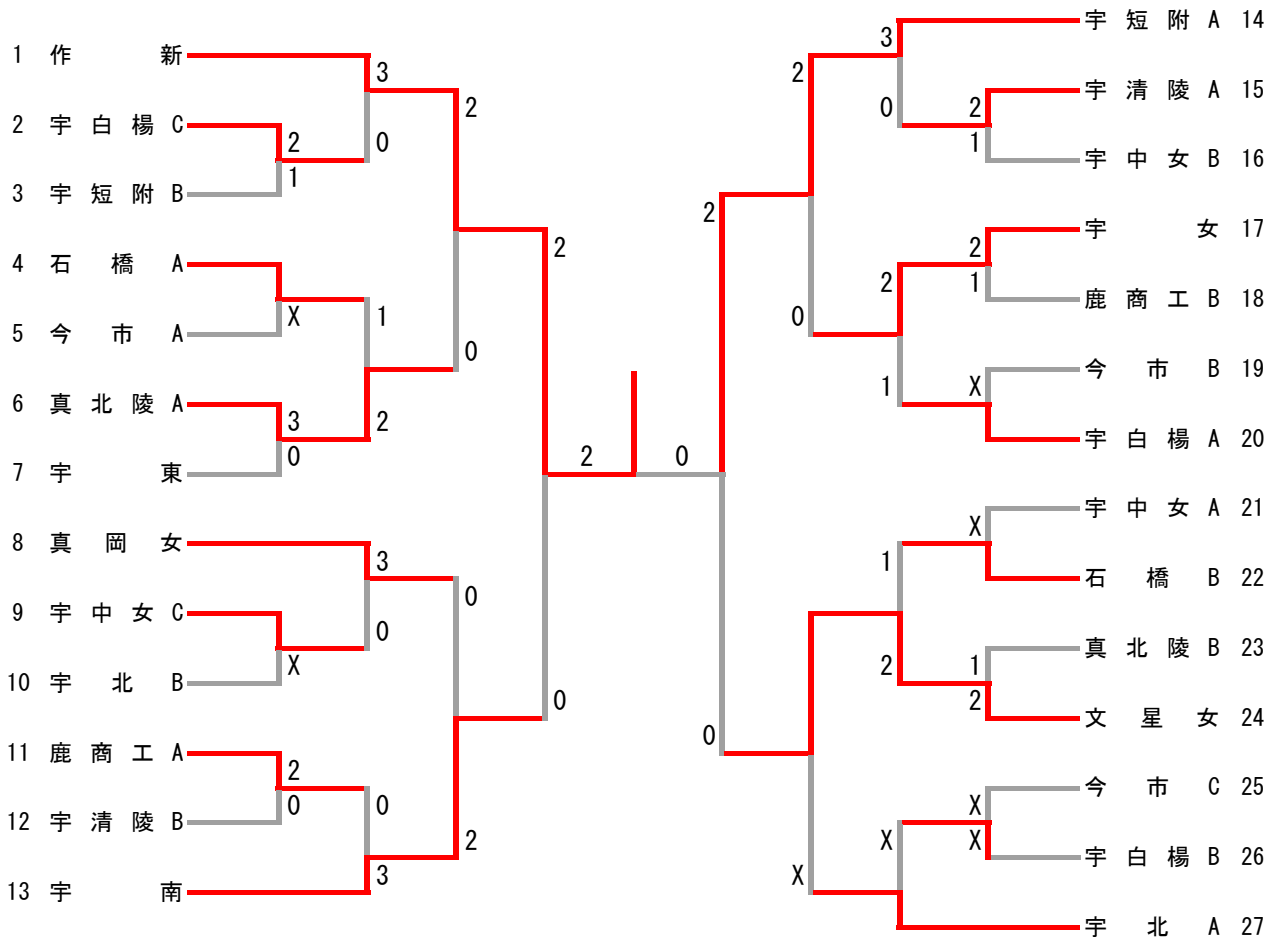 1 作新
3
2
2 宇白楊 C
2
0
1
3 宇短附 B
2
4 石橋 A
X
1
5 今市 A
0
6 真北陵 A
3
2
0
7 宇東
8 真岡女
3
0
9 宇中女 C
0
X
10 宇北 B
0
11 鹿商工 A
2
0
0
12 宇清陵 B
2
3
13 宇南
2
0
宇短附 A 14
3
2
宇清陵 A 15
2
0
1
宇中女 B 16
2
宇女 17
2
2
1
鹿商工 B 18
0
今市 B 19
X
1
宇白楊 A 20
宇中女 A 21
X
1
石橋 B 22
真北陵 B 23
1
2
2
文星女 24
0
今市 C 25
X
X
X
宇白楊 B 26
X
宇北 A 27